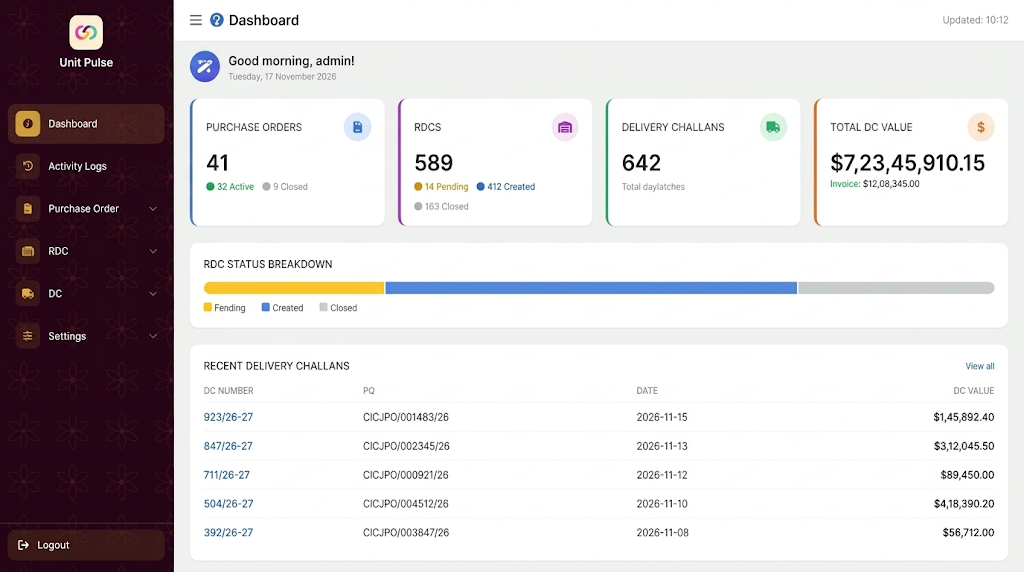 Unit Pulse
Dashboard
Activity Logs
Purchase Order
RDC
DC
Settings
Logout
Dashboard
Updated: 10:12
Good morning, admin!
Tuesday, 17 November 2026
PURCHASE ORDERS
41
32 Active 9 Closed
RDCS
589
14 Pending 412 Created
163 Closed
DELIVERY CHALLANS
642
Total daylatches
TOTAL DC VALUE
$7,23,45,910.15
Invoice: $12,08,345.00
RDC STATUS BREAKDOWN
Pending Created Closed
RECENT DELIVERY CHALLANS View all
DC NUMBER PQ DATE DC VALUE
923/26-27 CICJPO/001483/26 2026-11-15 $1,45,892.40
847/26-27 CICJPO/002345/26 2026-11-13 $3,12,045.50
711/26-27 CICJPO/000921/26 2026-11-12 $89,450.00
504/26-27 CICJPO/004512/26 2026-11-10 $4,18,390.20
392/26-27 CICJPO/003847/26 2026-11-08 $56,712.00